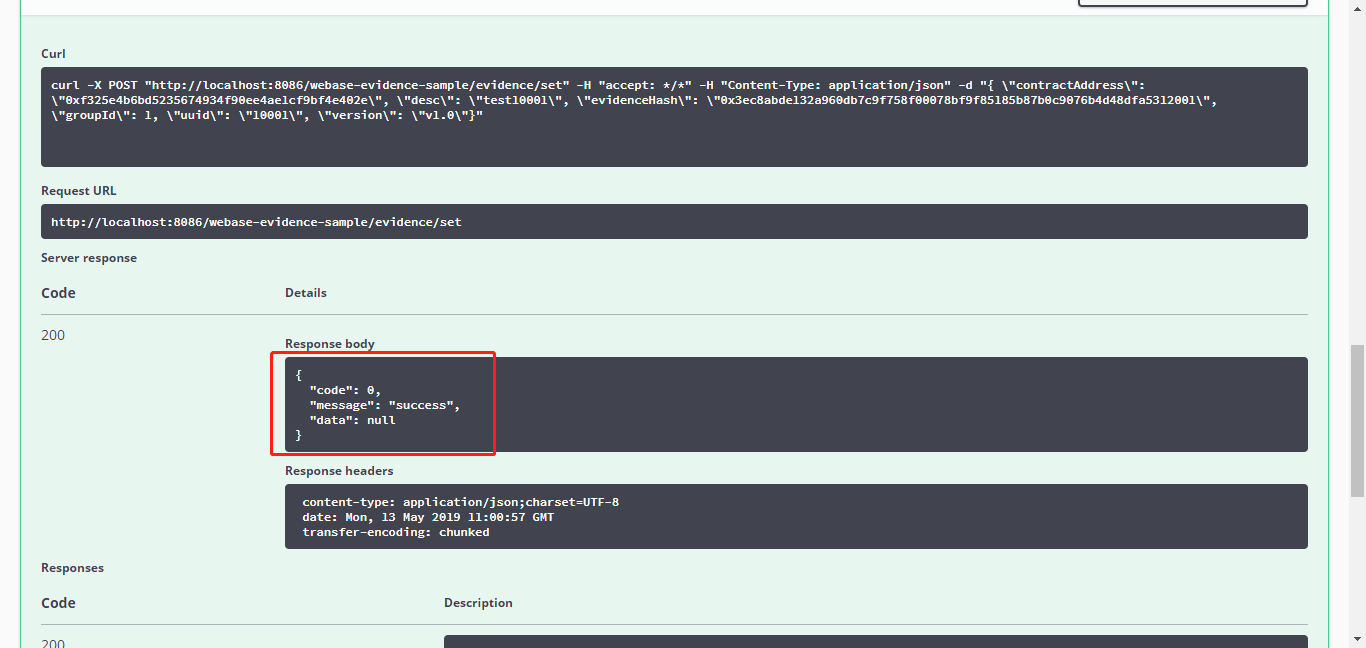 Curl
curl -X POST "http://localhost:8086/webase-evidence-sample/evidence/set" -H "accept: */*" -H "Content-Type: application/json" -d "{ \"contractAddress\":
\"0xf325e4b6bd5235674934f90ee4ae1cf9bf4e402e\", \"desc\": \"test10001\", \"evidenceHash\": \"0x3ec8abde132a960db7c9f758f00078bf9f85185b87b0c9076b4d48dfa5312001\",
\"groupId\": 1, \"uuid\": \"10001\", \"version\": \"v1.0\"}"
Request URL
http://localhost:8086/webase-evidence-sample/evidence/set
Server response
Code Details
200
Response body
{
"code": 0,
"message": "success",
"data": null
}
Response headers
content-type: application/json;charset=UTF-8
date: Mon, 13 May 2019 11:00:57 GMT
transfer-encoding: chunked
Responses
Code Description
200